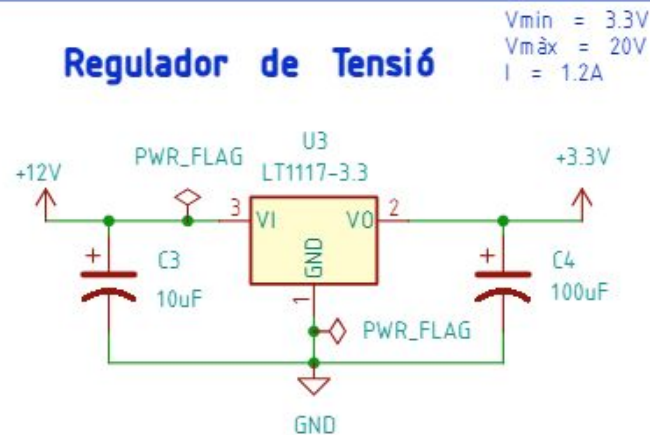 Vmin = 3.3V
Vmàx = 20V
I = 1.2A
Regulador de Tensió
U3
LT1117-3.3
PWR_FLAG
+12V
+3.3V
3
VI
VO
2
GND
1
+
C3
10uF
+
C4
100uF
PWR_FLAG
GND